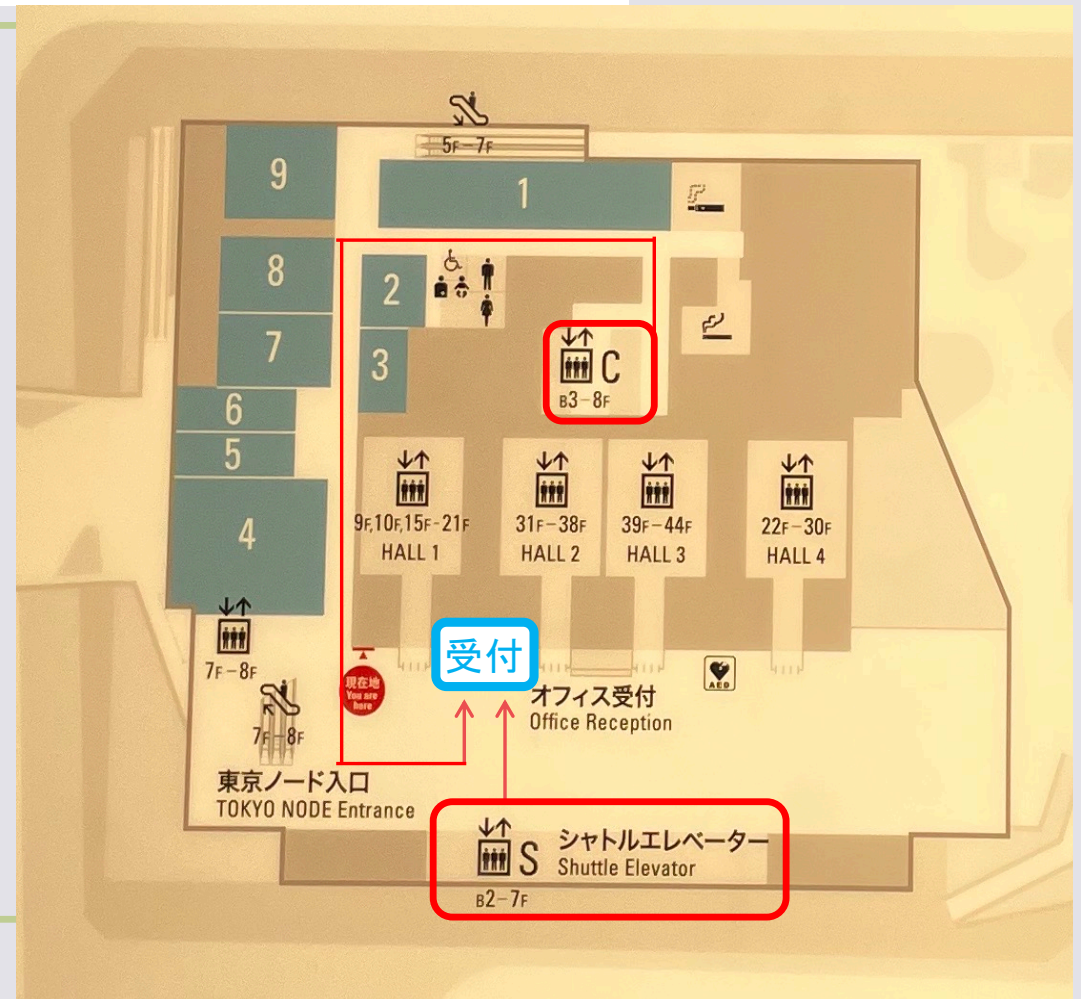 5F-7F
9
1
8
2
7
3
C
B3-8F
6
5
4
9F,10F,15F-21F
HALL 1
31F-38F
HALL 2
39F-44F
HALL 3
22F-30F
HALL 4
7F-8F
現在地
You are
here
受付
AED
オフィス受付
Office Reception
7F-8F
東京ノード入口
TOKYO NODE Entrance
S
シャトルエレベーター
Shuttle Elevator
B2-7F